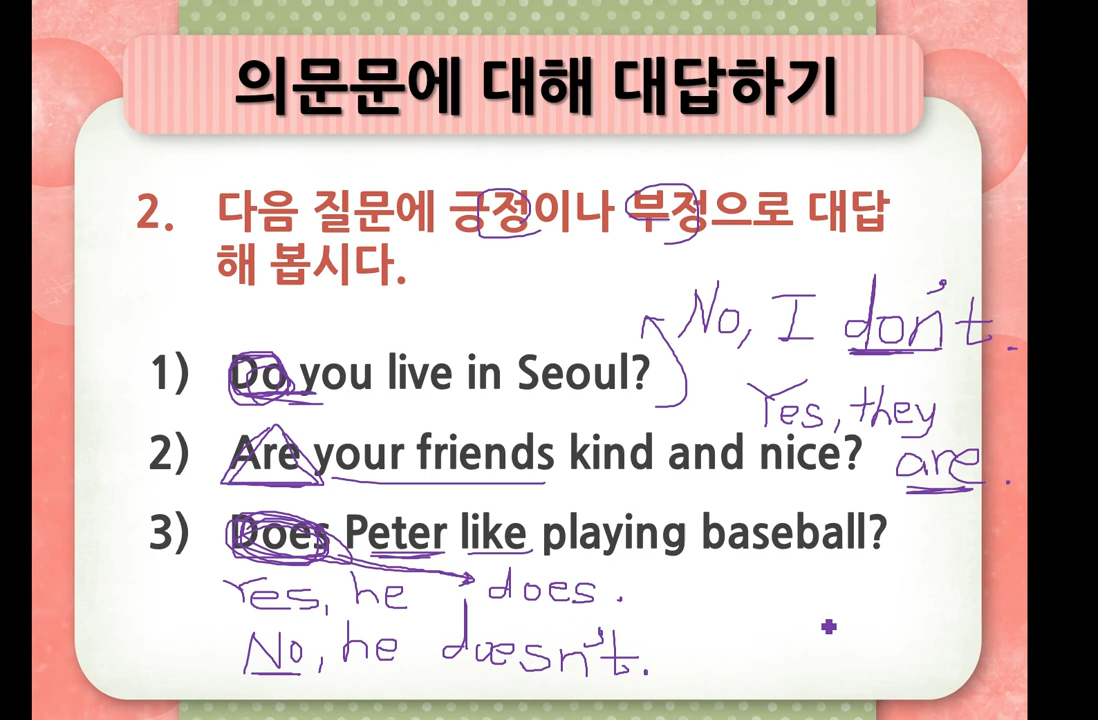 의문문에 대해 대답하기
2. 다음 질문에 긍정이나 부정으로 대답
해 봅시다.
No, I don't.
1) Do you live in Seoul?
Yes, they
2) Are your friends kind and nice?
are.
3) Does Peter like playing baseball?
Yes, he does.
No, he doesn't.